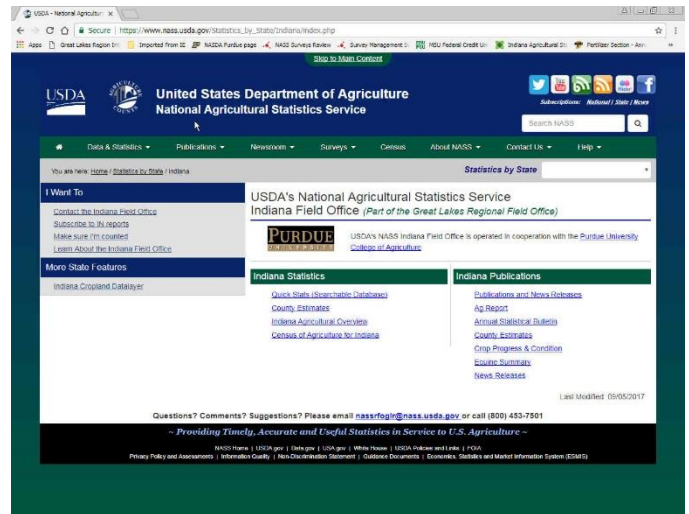 USDA - National Agricultur
Secure | https://www.nass.usda.gov/Statistics_by_State/Indiana/index.php
Apps Great Lakes Region Imported From IE NASDA Purdue page NASS Surveys Review Survey Management MSU Federal Credit Un Indiana Agricultural St Fertilizer Section - Ann
Skip to Main Content
USDA
AGRICULTURE COUNTS
United States Department of Agriculture
National Agricultural Statistics Service
Subscriptions: National | State | News
Search NASS
Data & Statistics Publications Newsroom Surveys Census About NASS Contact Us Help
You are here: Home / Statistics by State / Indiana
Statistics by State
I Want To
Contact the Indiana Field Office
Subscribe to IN reports
Make sure I'm counted
Learn About the Indiana Field Office
More State Features
Indiana Cropland Datalayer
USDA's National Agricultural Statistics Service
Indiana Field Office (Part of the Great Lakes Regional Field Office)
PURDUE
USDA's NASS Indiana Field Office is operated in cooperation with the Purdue University
College of Agriculture
Indiana Statistics
Quick Stats (Searchable Database)
County Estimates
Indiana Agricultural Overview
Census of Agriculture for Indiana
Indiana Publications
Publications and News Releases
Ag Report
Annual Statistical Bulletin
County Estimates
Crop Progress & Condition
Equine Summary
News Releases
Last Modified: 09/05/2017
Questions? Comments? Suggestions? Please email nassrfoglr@nass.usda.gov or call (800) 453-7501
~ Providing Timely, Accurate and Useful Statistics in Service to U.S. Agriculture ~
NASS Home | USDA.gov | Data.gov | USA.gov | White House | USDA Policies and Links | FOIA
Privacy Policy and Assessments | Information Quality | Non-Discrimination Statement | Guidance Documents | Economics, Statistics and Market Information System (ESMIS)